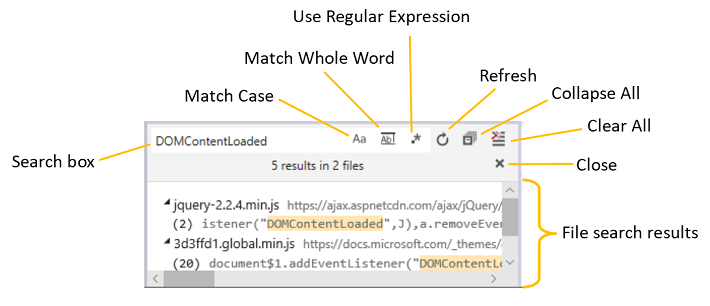 Use Regular Expression
Match Whole Word
Refresh
Match Case
Collapse All
Clear All
Search box
DOMContentLoaded
Aa
Abl
.*
5 results in 2 files
Close
jquery-2.2.4.min.js https://ajax.aspnetcdn.com/ajax/jQuery/
(2) istener("DOMContentLoaded",J),a.removeEve
3d3ffd1.global.min.js https://docs.microsoft.com/_themes/
(20) document$1.addEventListener("DOMContentL
File search results